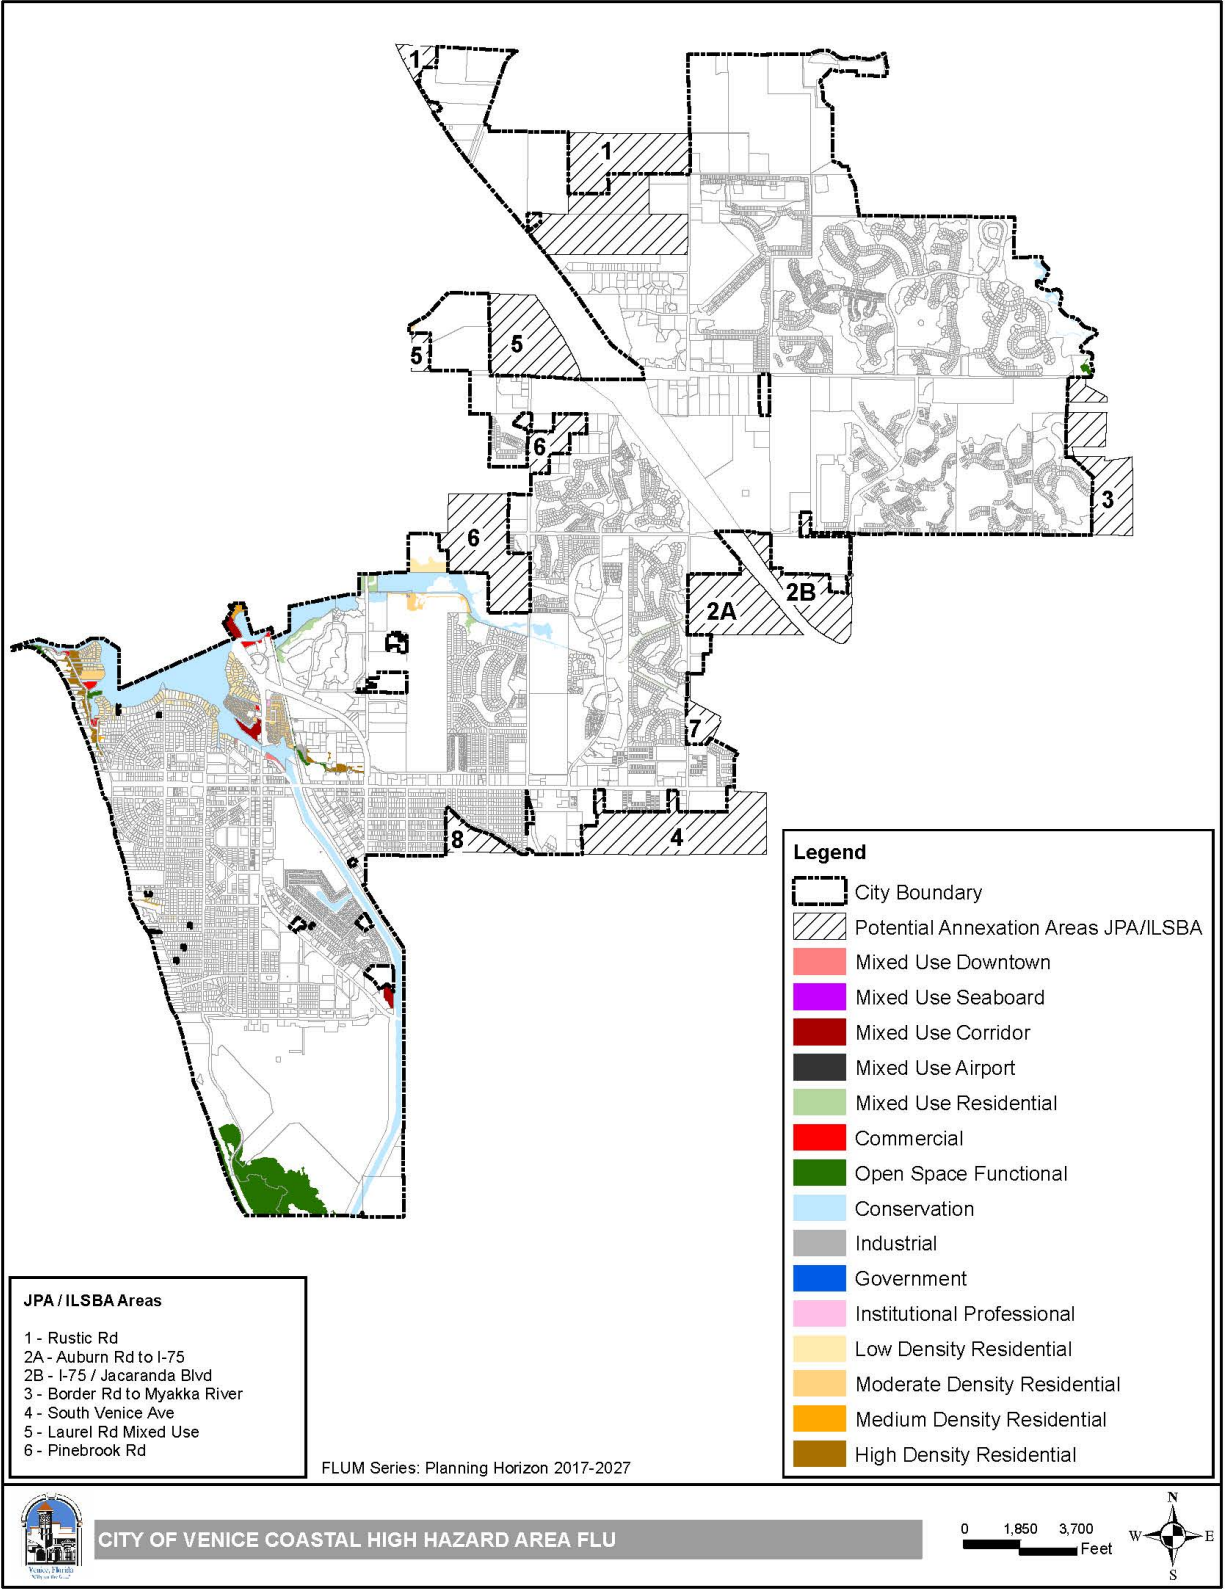 1
1
5
5
6
6
3
2A
2B
7
8
4
Legend
City Boundary
Potential Annexation Areas JPA/ILSBA
Mixed Use Downtown
Mixed Use Seaboard
Mixed Use Corridor
Mixed Use Airport
Mixed Use Residential
Commercial
Open Space Functional
Conservation
Industrial
Government
Institutional Professional
Low Density Residential
Moderate Density Residential
Medium Density Residential
High Density Residential
JPA / ILSBA Areas
1 - Rustic Rd
2A - Auburn Rd to I-75
2B - I-75 / Jacaranda Blvd
3 - Border Rd to Myakka River
4 - South Venice Ave
5 - Laurel Rd Mixed Use
6 - Pinebrook Rd
FLUM Series: Planning Horizon 2017-2027
Venice, Florida
CITY OF VENICE COASTAL HIGH HAZARD AREA FLU
0 1,850 3,700
Feet
N
W E
S